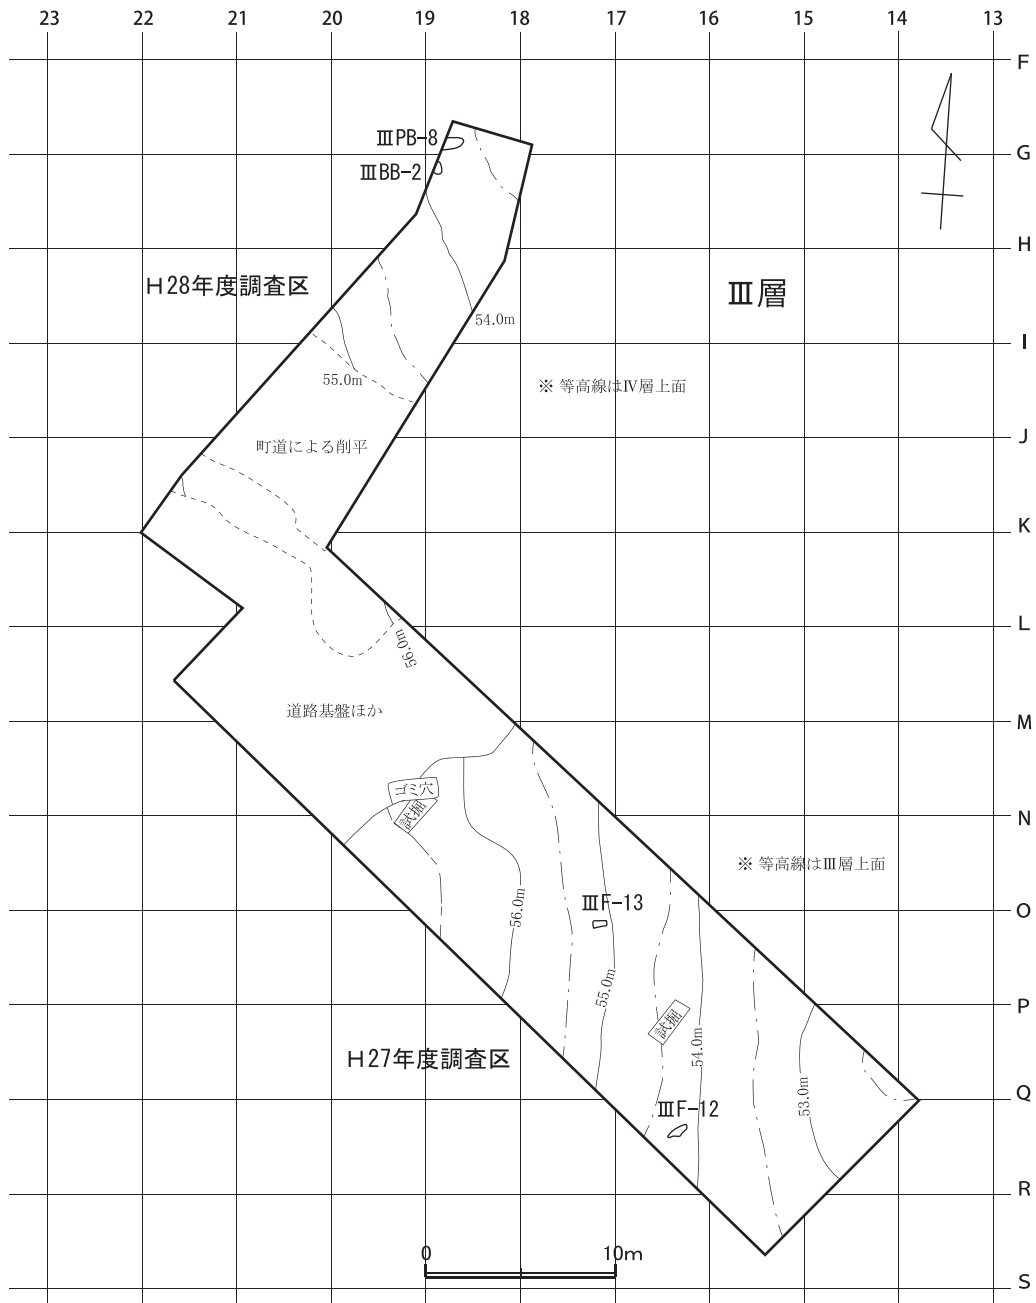 23 22 21 20 19 18 17 16 15 14 13
F
ⅢPB-8
G
ⅢBB-2
H
H28年度調査区
Ⅲ層
54.0m
I
55.0m
※ 等高線はⅣ層上面
J
町道による削平
K
L
56.0m
道路基盤ほか
M
ゴミ穴
試掘
N
※ 等高線はⅢ層上面
56.0m
ⅢF-13
O
55.0m
P
試掘
54.0m
H27年度調査区
53.0m
Q
ⅢF-12
R
0 10m
S